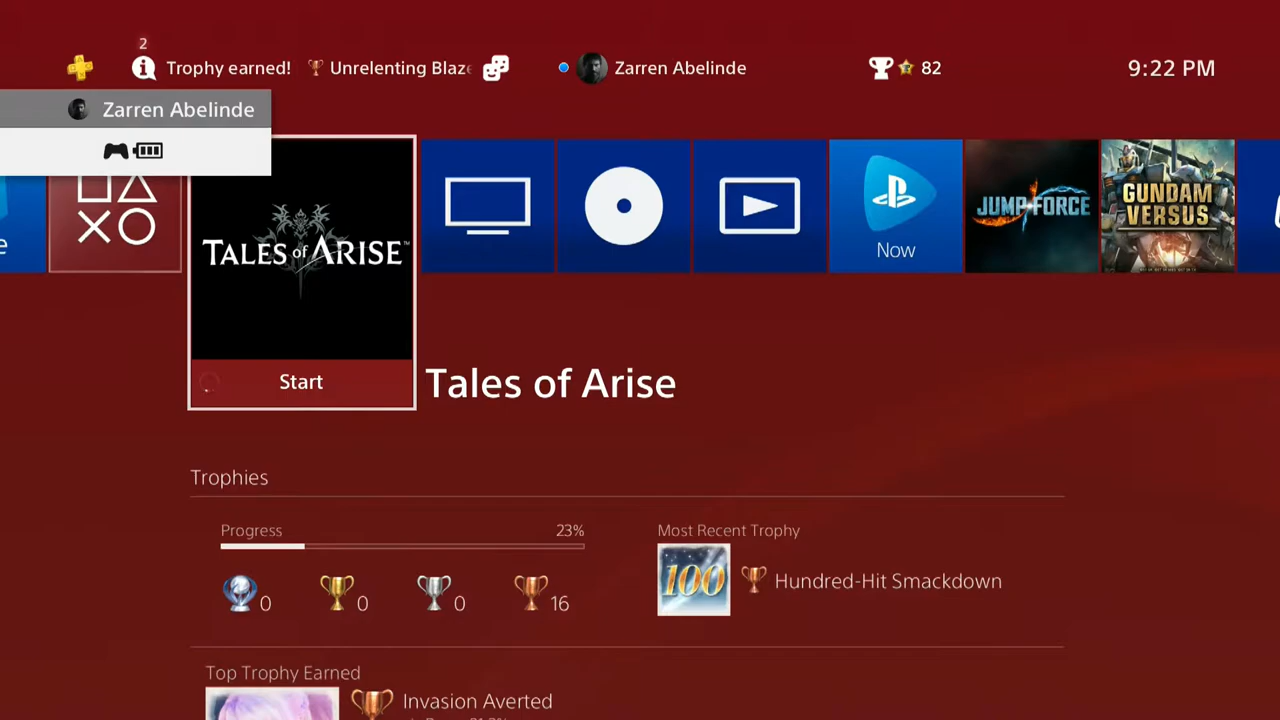 2
Trophy earned! Unrelenting Blaz
Zarren Abelinde
82
9:22 PM
Zarren Abelinde
e
TALES of ARISE™
Now
JUMP FORCE
GUNDAM
VERSUS
Start
Tales of Arise
Trophies
Progress
23%
Most Recent Trophy
0
0
0
16
100
Hundred-Hit Smackdown
Top Trophy Earned
Invasion Averted